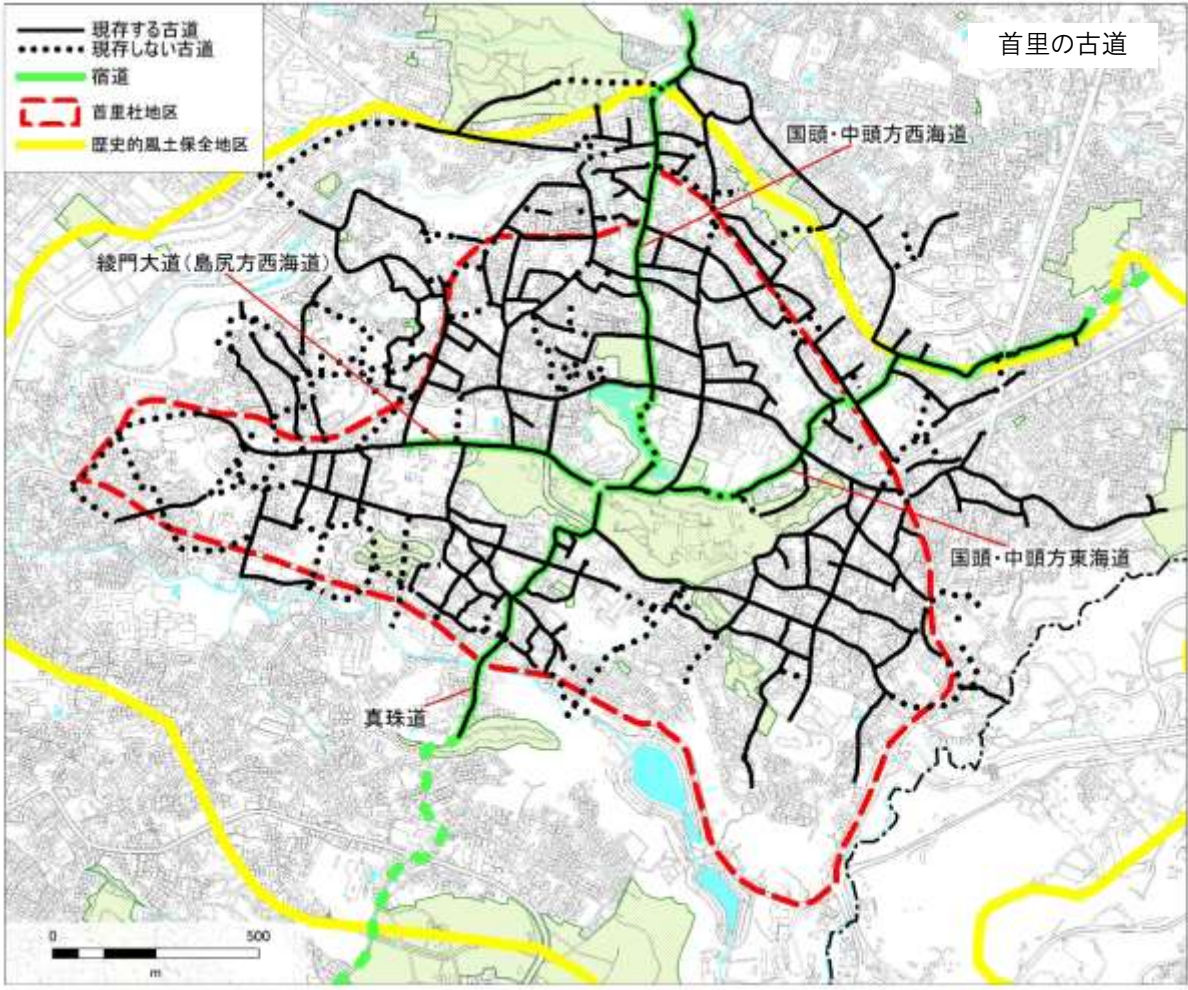 現存する古道
現存しない古道
宿道
首里杜地区
歴史的風土保全地区
首里の古道
国頭・中頭方西海道
綾門大道(島尻方西海道)
国頭・中頭方東海道
真珠道
0 500
m